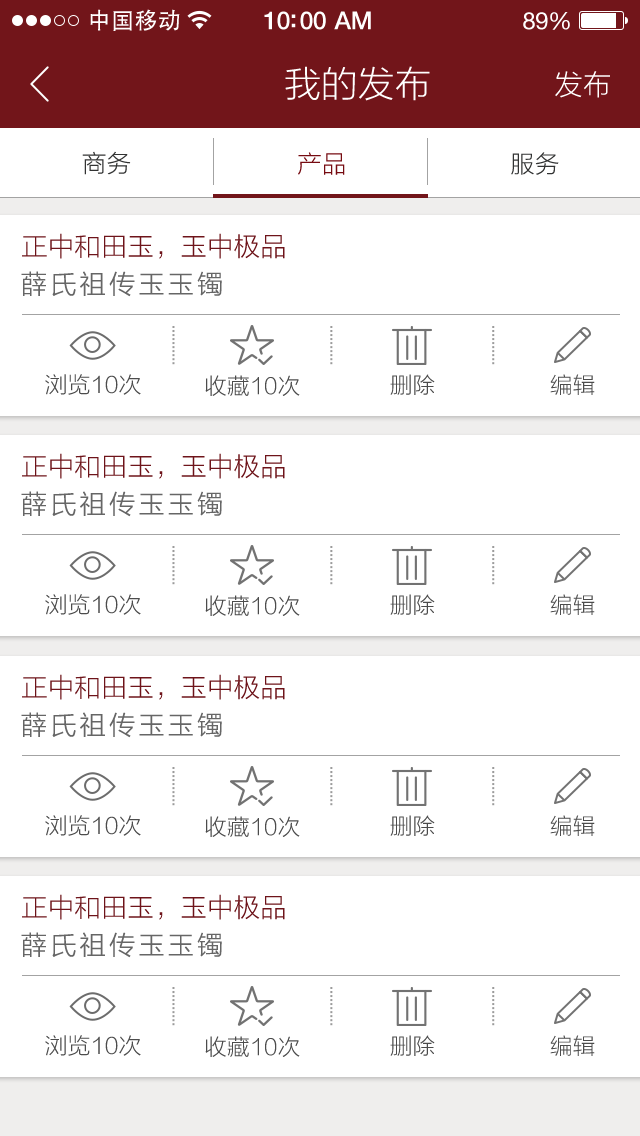 中国移动 10:00 AM 89%
我的发布 发布
商务 产品 服务
正中和田玉，玉中极品
薛氏祖传玉玉镯
浏览10次 收藏10次 删除 编辑
正中和田玉，玉中极品
薛氏祖传玉玉镯
浏览10次 收藏10次 删除 编辑
正中和田玉，玉中极品
薛氏祖传玉玉镯
浏览10次 收藏10次 删除 编辑
正中和田玉，玉中极品
薛氏祖传玉玉镯
浏览10次 收藏10次 删除 编辑